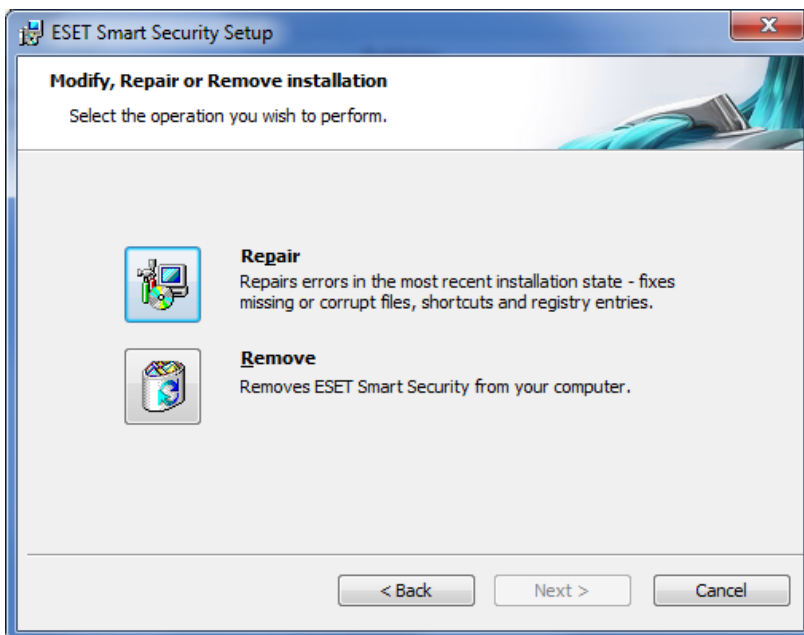 ESET Smart Security Setup
Modify, Repair or Remove installation
Select the operation you wish to perform.
Repair
Repairs errors in the most recent installation state - fixes
missing or corrupt files, shortcuts and registry entries.
Remove
Removes ESET Smart Security from your computer.
< Back Next > Cancel